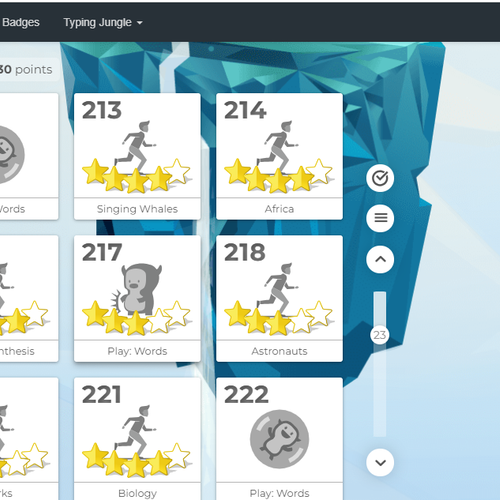 Badges Typing Jungle
30 points
213 214
Words Singing Whales Africa
217 218
nthesis Play: Words Astronauts
23
221 222
ks Biology Play: Words